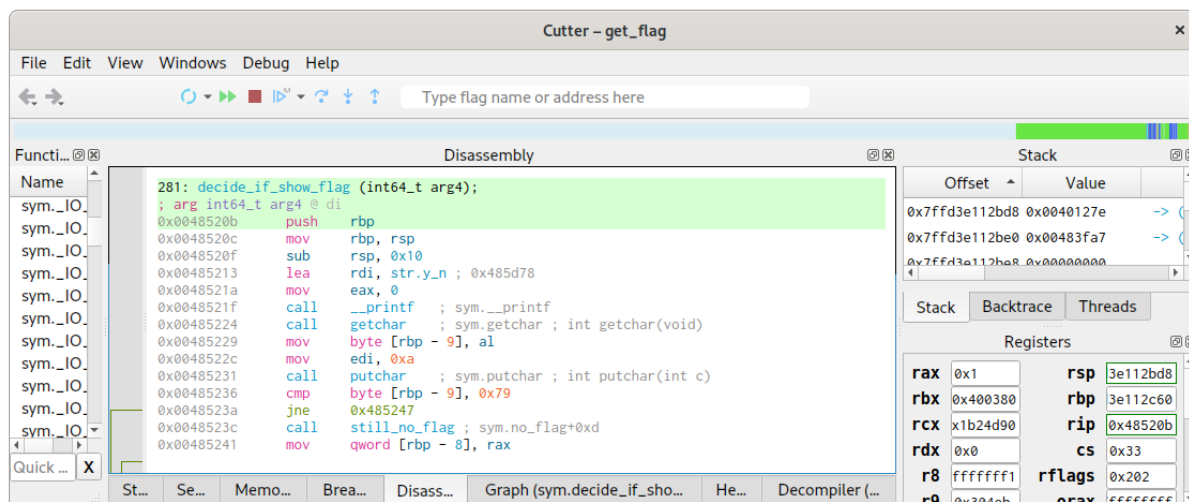 Cutter – get_flag ×
File Edit View Windows Debug Help
Type flag name or address here
Functi...
Name
sym._IO_
sym._IO_
sym._IO_
sym._IO_
sym._IO_
sym._IO_
sym._IO_
sym._IO_
sym._IO_
sym._IO_
sym._IO_
Quick ... X
Disassembly
281: decide_if_show_flag (int64_t arg4);
; arg int64_t arg4 @ di
0x0048520b push rbp
0x0048520c mov rbp, rsp
0x0048520f sub rsp, 0x10
0x00485213 lea rdi, str.y_n ; 0x485d78
0x0048521a mov eax, 0
0x0048521f call __printf ; sym.__printf
0x00485224 call getchar ; sym.getchar ; int getchar(void)
0x00485229 mov byte [rbp - 9], al
0x0048522c mov edi, 0xa
0x00485231 call putchar ; sym.putchar ; int putchar(int c)
0x00485236 cmp byte [rbp - 9], 0x79
0x0048523a jne 0x485247
0x0048523c call still_no_flag ; sym.no_flag+0xd
0x00485241 mov qword [rbp - 8], rax
St... Se... Memo... Brea... Disass... Graph (sym.decide_if_sho... He... Decompiler (...
Stack
Offset Value
0x7ffd3e112bd8 0x0040127e -> (
0x7ffd3e112be0 0x00483fa7 -> (
0x7ffd3e112be8 0x00000000
Stack Backtrace Threads
Registers
rax 0x1 rsp 3e112bd8
rbx 0x400380 rbp 3e112c60
rcx x1b24d90 rip 0x48520b
rdx 0x0 cs 0x33
r8 fffffff1 rflags 0x202
r9 orax ffffffff